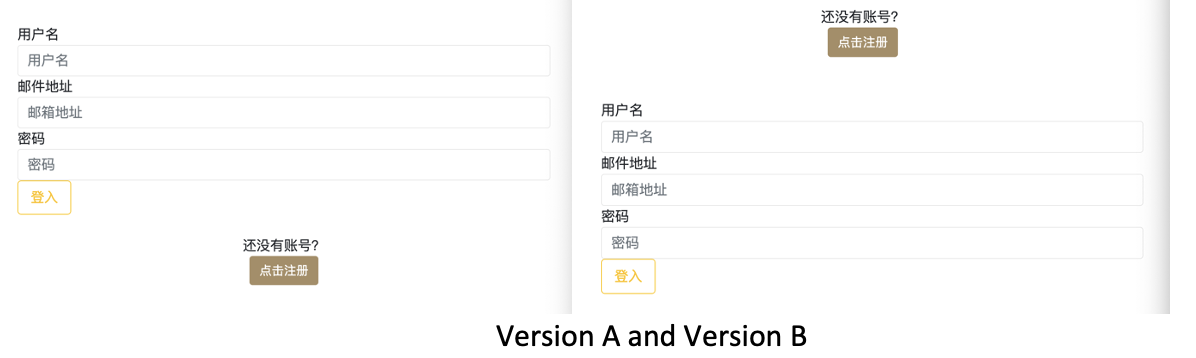 用户名
用户名
邮件地址
邮箱地址
密码
密码
登入
还没有账号?
点击注册
还没有账号?
点击注册
用户名
用户名
邮件地址
邮箱地址
密码
密码
登入
Version A and Version B